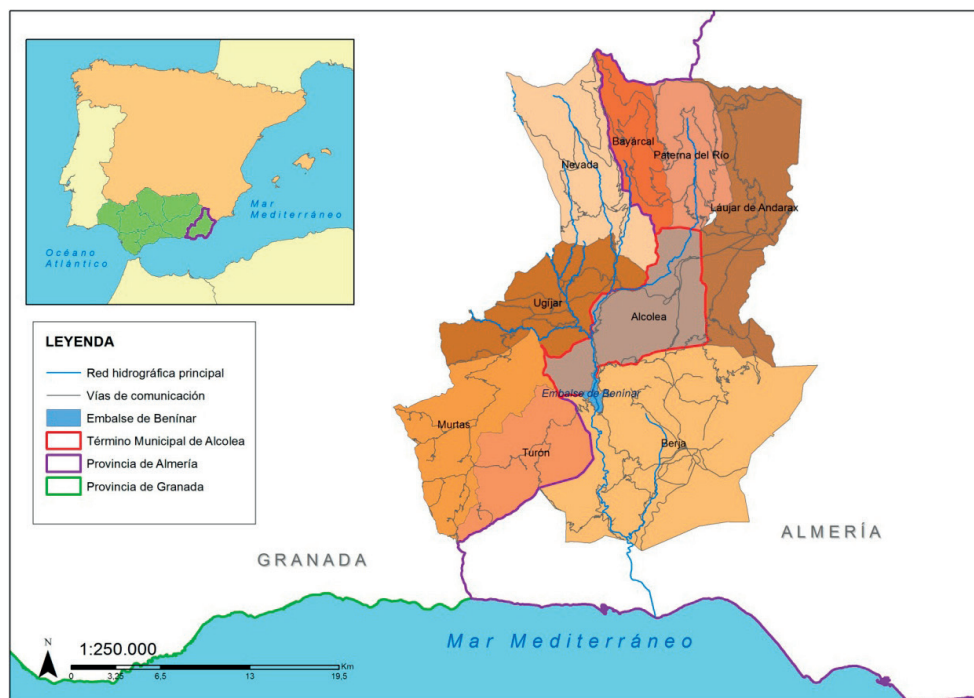 Mar
Mediterráneo
Océano
Atlántico
LEYENDA
Red hidrográfica principal
Vías de comunicación
Embalse de Benínar
Término Municipal de Alcolea
Provincia de Almería
Provincia de Granada
Bayárcal
Nevada
Paterna del Río
Láujar de Andarax
Ugíjar
Alcolea
Embalse de Benínar
Murtas
Turón
Berja
GRANADA
ALMERÍA
Mar Mediterráneo
N
1:250.000
Km
0 3,25 6,5 13 19,5